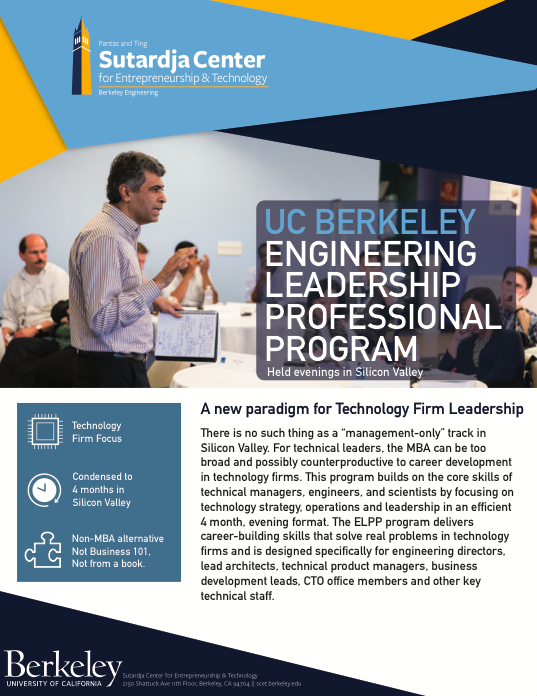 Pantas and Ting
Sutardja Center
for Entrepreneurship & Technology
Berkeley Engineering
UC BERKELEY
ENGINEERING
LEADERSHIP
PROFESSIONAL
PROGRAM
Held evenings in Silicon Valley
Technology
Firm Focus
Condensed to
4 months in
Silicon Valley
Non-MBA alternative
Not Business 101,
Not from a book.
A new paradigm for Technology Firm Leadership
There is no such thing as a “management-only” track in
Silicon Valley. For technical leaders, the MBA can be too
broad and possibly counterproductive to career development
in technology firms. This program builds on the core skills of
technical managers, engineers, and scientists by focusing on
technology strategy, operations and leadership in an efficient
4 month, evening format. The ELPP program delivers
career-building skills that solve real problems in technology
firms and is designed specifically for engineering directors,
lead architects, technical product managers, business
development leads, CTO office members and other key
technical staff.
Berkeley
UNIVERSITY OF CALIFORNIA
Sutardja Center for Entrepreneurship & Technology
2150 Shattuck Ave 11th Floor, Berkeley, CA 94704 || scet.berkeley.edu